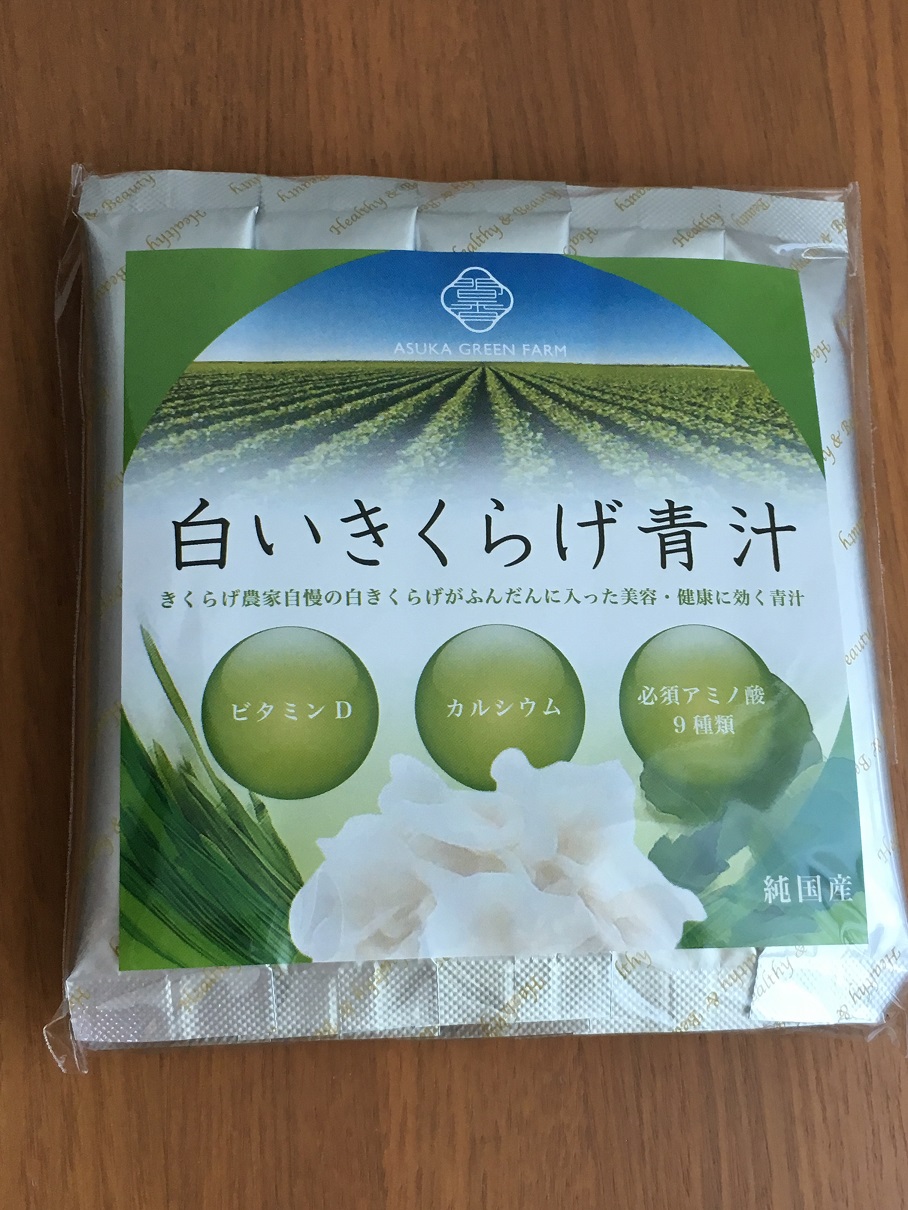 Healthy & Beauty
ASUKA GREEN FARM
白いきくらげ青汁
きくらげ農家自慢の白きくらげがふんだんに入った美容・健康に効く青汁
ビタミンD
カルシウム
必須アミノ酸
9種類
純国産